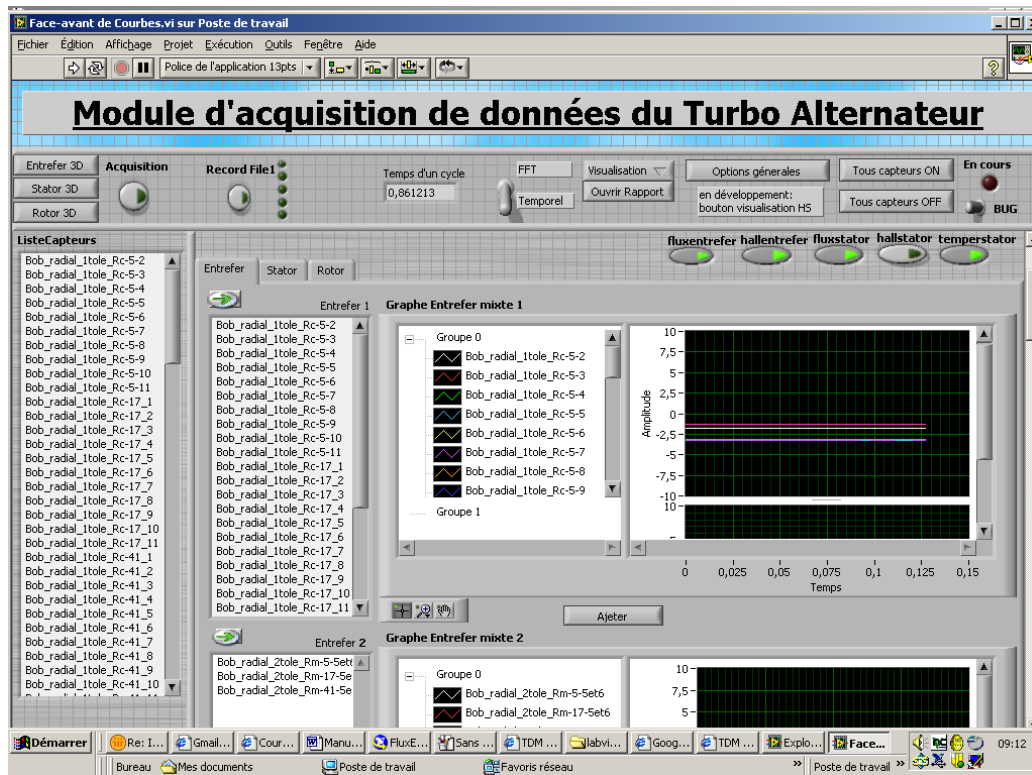 Face-avant de Courbes.vi sur Poste de travail
Fichier Édition Affichage Projet Exécution Outils Fenêtre Aide
Police de l'application 13pts
Module d'acquisition de données du Turbo Alternateur
Entrefer 3D
Stator 3D
Rotor 3D
Acquisition
Record File1
Temps d'un cycle
0,861213
FFT
Temporel
Visualisation
Ouvrir Rapport
Options génerales
en développement:
bouton visualisation HS
Tous capteurs ON
Tous capteurs OFF
En cours
BUG
ListeCapteurs
Bob_radial_1tole_Rc-5-2
Bob_radial_1tole_Rc-5-3
Bob_radial_1tole_Rc-5-4
Bob_radial_1tole_Rc-5-5
Bob_radial_1tole_Rc-5-6
Bob_radial_1tole_Rc-5-7
Bob_radial_1tole_Rc-5-8
Bob_radial_1tole_Rc-5-9
Bob_radial_1tole_Rc-5-10
Bob_radial_1tole_Rc-5-11
Bob_radial_1tole_Rc-17_1
Bob_radial_1tole_Rc-17_2
Bob_radial_1tole_Rc-17_3
Bob_radial_1tole_Rc-17_4
Bob_radial_1tole_Rc-17_5
Bob_radial_1tole_Rc-17_6
Bob_radial_1tole_Rc-17_7
Bob_radial_1tole_Rc-17_8
Bob_radial_1tole_Rc-17_9
Bob_radial_1tole_Rc-17_10
Bob_radial_1tole_Rc-17_11
Bob_radial_1tole_Rc-41_1
Bob_radial_1tole_Rc-41_2
Bob_radial_1tole_Rc-41_3
Bob_radial_1tole_Rc-41_4
Bob_radial_1tole_Rc-41_5
Bob_radial_1tole_Rc-41_6
Bob_radial_1tole_Rc-41_7
Bob_radial_1tole_Rc-41_8
Bob_radial_1tole_Rc-41_9
Bob_radial_1tole_Rc-41_10
fluxentrefer hallentrefer fluxstator hallstator temperstator
Entrefer Stator Rotor
Entrefer 1
Bob_radial_1tole_Rc-5-2
Bob_radial_1tole_Rc-5-3
Bob_radial_1tole_Rc-5-4
Bob_radial_1tole_Rc-5-5
Bob_radial_1tole_Rc-5-6
Bob_radial_1tole_Rc-5-7
Bob_radial_1tole_Rc-5-8
Bob_radial_1tole_Rc-5-9
Bob_radial_1tole_Rc-5-10
Bob_radial_1tole_Rc-5-11
Bob_radial_1tole_Rc-17_1
Bob_radial_1tole_Rc-17_2
Bob_radial_1tole_Rc-17_3
Bob_radial_1tole_Rc-17_4
Bob_radial_1tole_Rc-17_5
Bob_radial_1tole_Rc-17_6
Bob_radial_1tole_Rc-17_7
Bob_radial_1tole_Rc-17_8
Bob_radial_1tole_Rc-17_9
Bob_radial_1tole_Rc-17_10
Bob_radial_1tole_Rc-17_11
Graphe Entrefer mixte 1
Groupe 0
Bob_radial_1tole_Rc-5-2
Bob_radial_1tole_Rc-5-3
Bob_radial_1tole_Rc-5-4
Bob_radial_1tole_Rc-5-5
Bob_radial_1tole_Rc-5-6
Bob_radial_1tole_Rc-5-7
Bob_radial_1tole_Rc-5-8
Bob_radial_1tole_Rc-5-9
Groupe 1
Amplitude
10
7,5
5
2,5
0
-2,5
-5
-7,5
-10
10
0 0,025 0,05 0,075 0,1 0,125 0,15
Temps
Ajeter
Entrefer 2
Bob_radial_2tole_Rm-5-5et
Bob_radial_2tole_Rm-17-5e
Bob_radial_2tole_Rm-41-5e
Graphe Entrefer mixte 2
Groupe 0
Bob_radial_2tole_Rm-5-5et6
Bob_radial_2tole_Rm-17-5et6
10
7,5
5
Démarrer Re: I... Gmail... Cour... Manu... FluxE... Sans ... TDM ... labvi... Goog... TDM ... Explo... Face... 09:12
Bureau Mes documents Poste de travail Favoris réseau » Poste de travail »